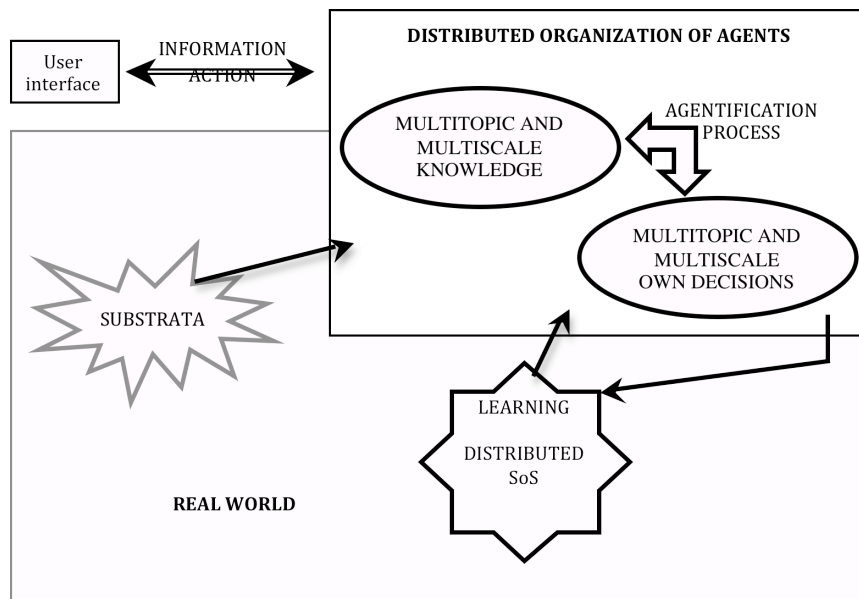 User
interface
INFORMATION
ACTION
DISTRIBUTED ORGANIZATION OF AGENTS
MULTITOPIC AND
MULTISCALE
KNOWLEDGE
AGENTIFICATION
PROCESS
MULTITOPIC AND
MULTISCALE
OWN DECISIONS
SUBSTRATA
LEARNING
DISTRIBUTED
SoS
REAL WORLD